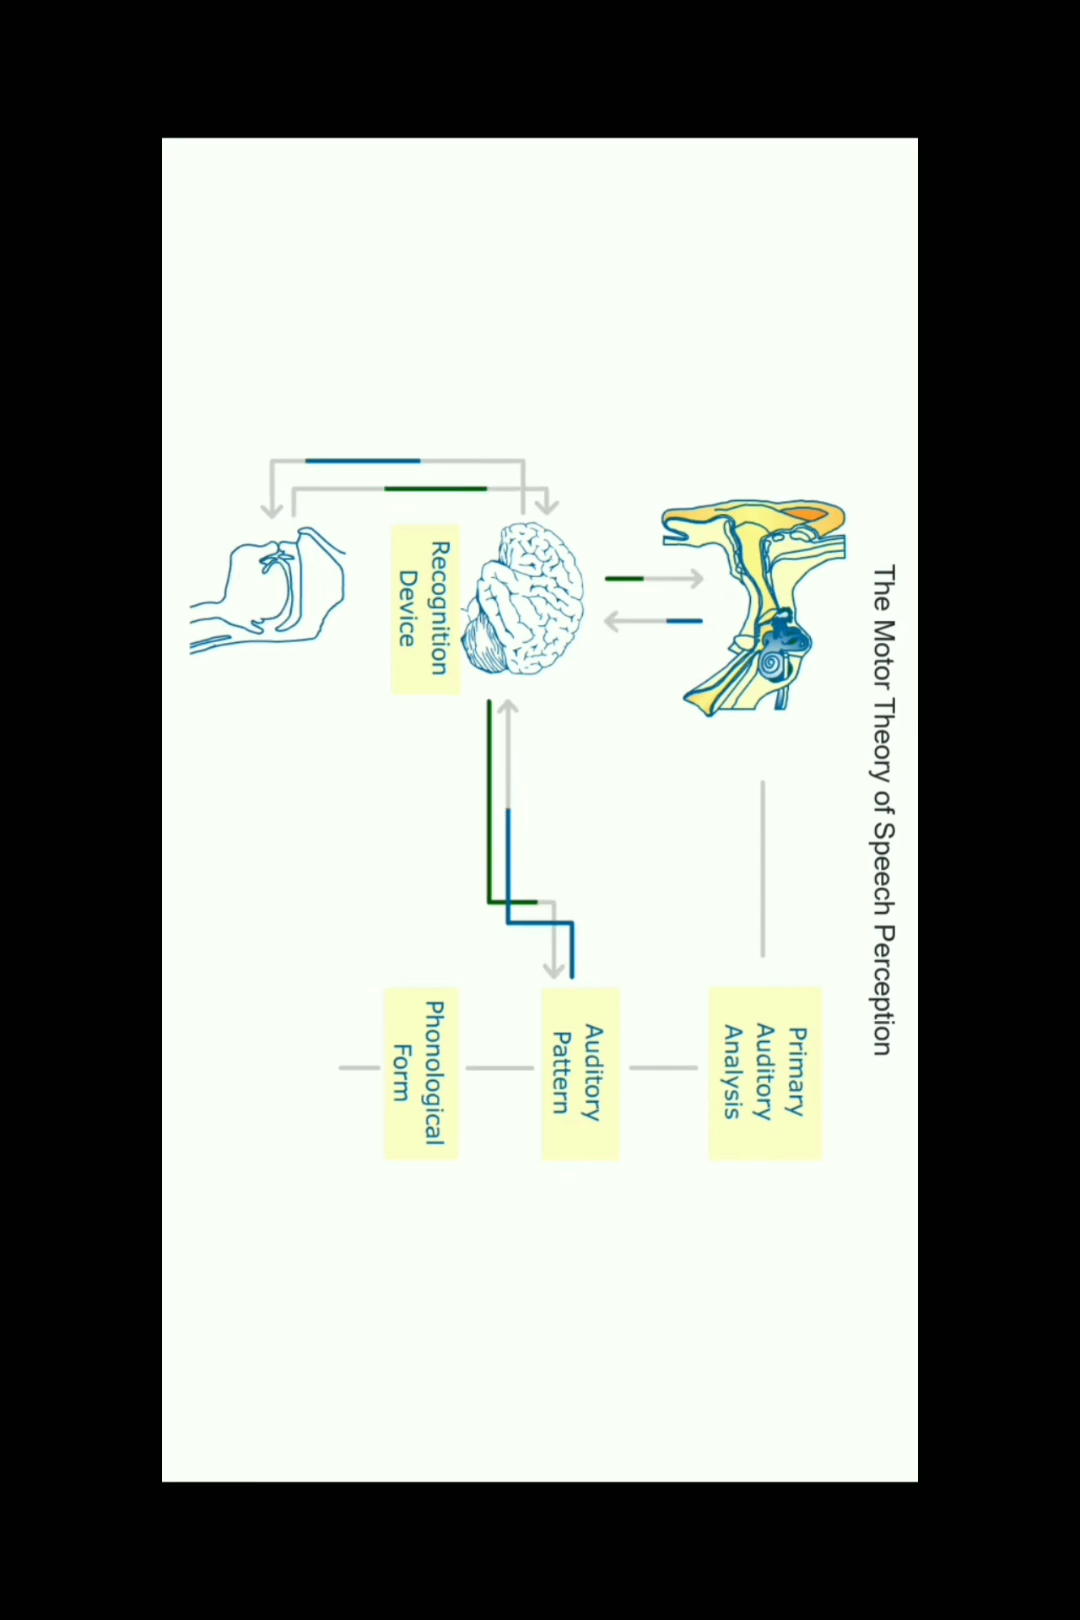 The Motor Theory of Speech Perception
Primary
Auditory
Analysis
Auditory
Pattern
Recognition
Device
Phonological
Form